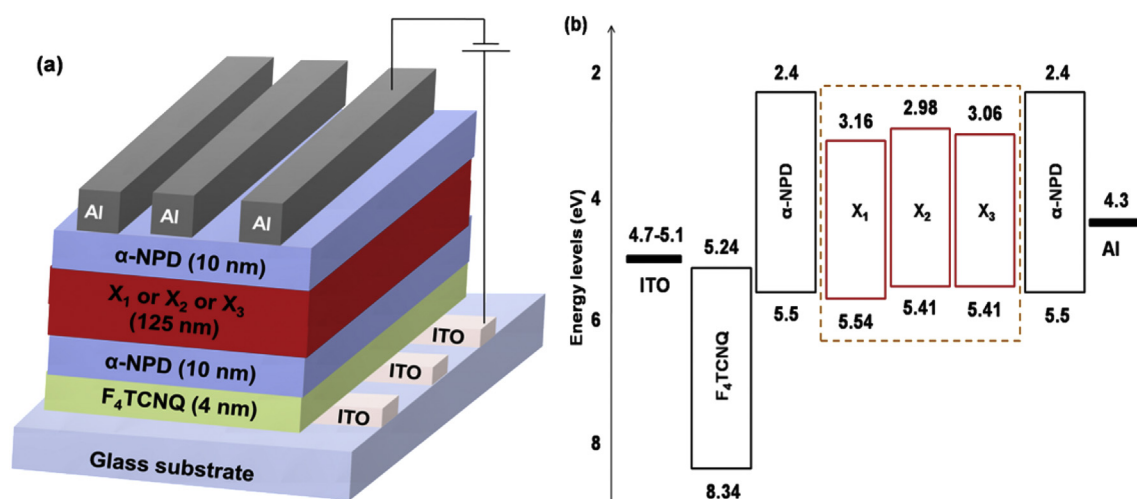 (a)
Al
Al
Al
α-NPD (10 nm)
X₁ or X₂ or X₃
(125 nm)
α-NPD (10 nm)
F₄TCNQ (4 nm)
ITO
ITO
ITO
Glass substrate
(b)
Energy levels (eV)
2
4
6
8
4.7-5.1
ITO
5.24
F₄TCNQ
8.34
2.4
α-NPD
5.5
3.16
X₁
5.54
2.98
X₂
5.41
3.06
X₃
5.41
2.4
α-NPD
5.5
4.3
Al